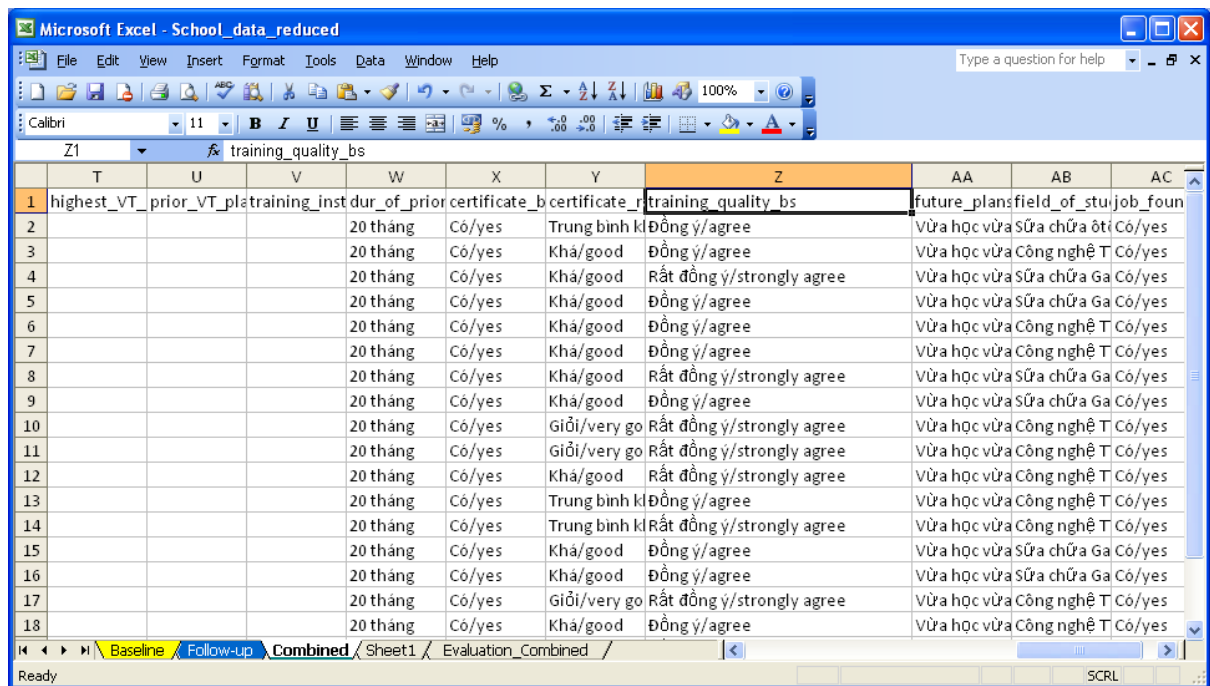 Microsoft Excel - School_data_reduced
File Edit View Insert Format Tools Data Window Help Type a question for help
100%
Calibri 11 B I U
Z1 fx training_quality_bs
T U V W X Y Z AA AB AC
1 highest_VT_ prior_VT_pla training_inst dur_of_prior certificate_b certificate_r training_quality_bs future_plans field_of_stu job_foun
2 20 tháng Có/yes Trung bình kl Đồng ý/agree Vừa học vừa Sữa chữa ôtô Có/yes
3 20 tháng Có/yes Khá/good Đồng ý/agree Vừa học vừa Công nghệ T Có/yes
4 20 tháng Có/yes Khá/good Rất đồng ý/strongly agree Vừa học vừa Sữa chữa Ga Có/yes
5 20 tháng Có/yes Khá/good Đồng ý/agree Vừa học vừa Sữa chữa Ga Có/yes
6 20 tháng Có/yes Khá/good Đồng ý/agree Vừa học vừa Công nghệ T Có/yes
7 20 tháng Có/yes Khá/good Đồng ý/agree Vừa học vừa Công nghệ T Có/yes
8 20 tháng Có/yes Khá/good Rất đồng ý/strongly agree Vừa học vừa Sữa chữa Ga Có/yes
9 20 tháng Có/yes Khá/good Đồng ý/agree Vừa học vừa Sữa chữa Ga Có/yes
10 20 tháng Có/yes Giỏi/very go Rất đồng ý/strongly agree Vừa học vừa Công nghệ T Có/yes
11 20 tháng Có/yes Giỏi/very go Rất đồng ý/strongly agree Vừa học vừa Công nghệ T Có/yes
12 20 tháng Có/yes Khá/good Rất đồng ý/strongly agree Vừa học vừa Sữa chữa Ga Có/yes
13 20 tháng Có/yes Trung bình kl Đồng ý/agree Vừa học vừa Công nghệ T Có/yes
14 20 tháng Có/yes Trung bình kl Rất đồng ý/strongly agree Vừa học vừa Công nghệ T Có/yes
15 20 tháng Có/yes Khá/good Đồng ý/agree Vừa học vừa Sữa chữa Ga Có/yes
16 20 tháng Có/yes Khá/good Đồng ý/agree Vừa học vừa Sữa chữa Ga Có/yes
17 20 tháng Có/yes Giỏi/very go Rất đồng ý/strongly agree Vừa học vừa Công nghệ T Có/yes
18 20 tháng Có/yes Khá/good Đồng ý/agree Vừa học vừa Công nghệ T Có/yes
Baseline Follow-up Combined Sheet1 Evaluation_Combined
Ready SCRL